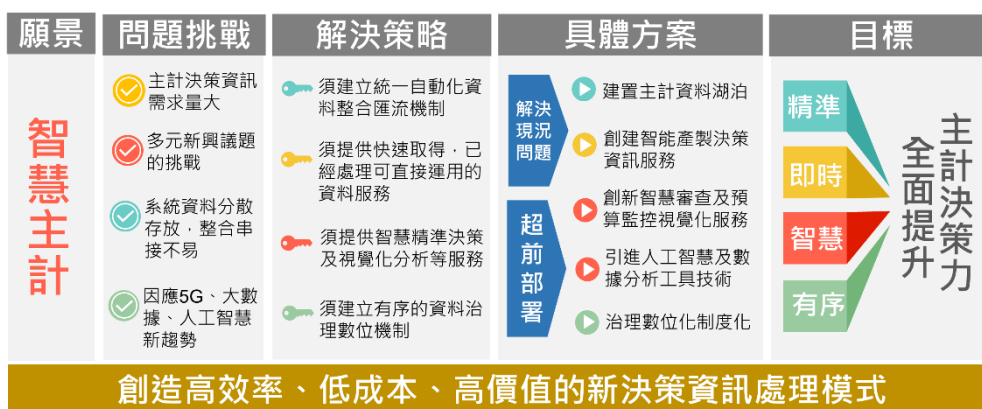 願景
智慧主計
問題挑戰
主計決策資訊
需求量大
多元新興議題
的挑戰
系統資料分散
存放，整合串
接不易
因應5G、大數
據、人工智慧
新趨勢
解決策略
須建立統一自動化資
料整合匯流機制
須提供快速取得，已
經處理可直接運用的
資料服務
須提供智慧精準決策
及視覺化分析等服務
須建立有序的資料治
理數位機制
具體方案
解決
現況
問題
建置主計資料湖泊
創建智能產製決策
資訊服務
超前部署
創新智慧審查及預
算監控視覺化服務
引進人工智慧及數
據分析工具技術
治理數位化制度化
目標
精準
即時
智慧
有序
主計決策力
全面提升
創造高效率、低成本、高價值的新決策資訊處理模式